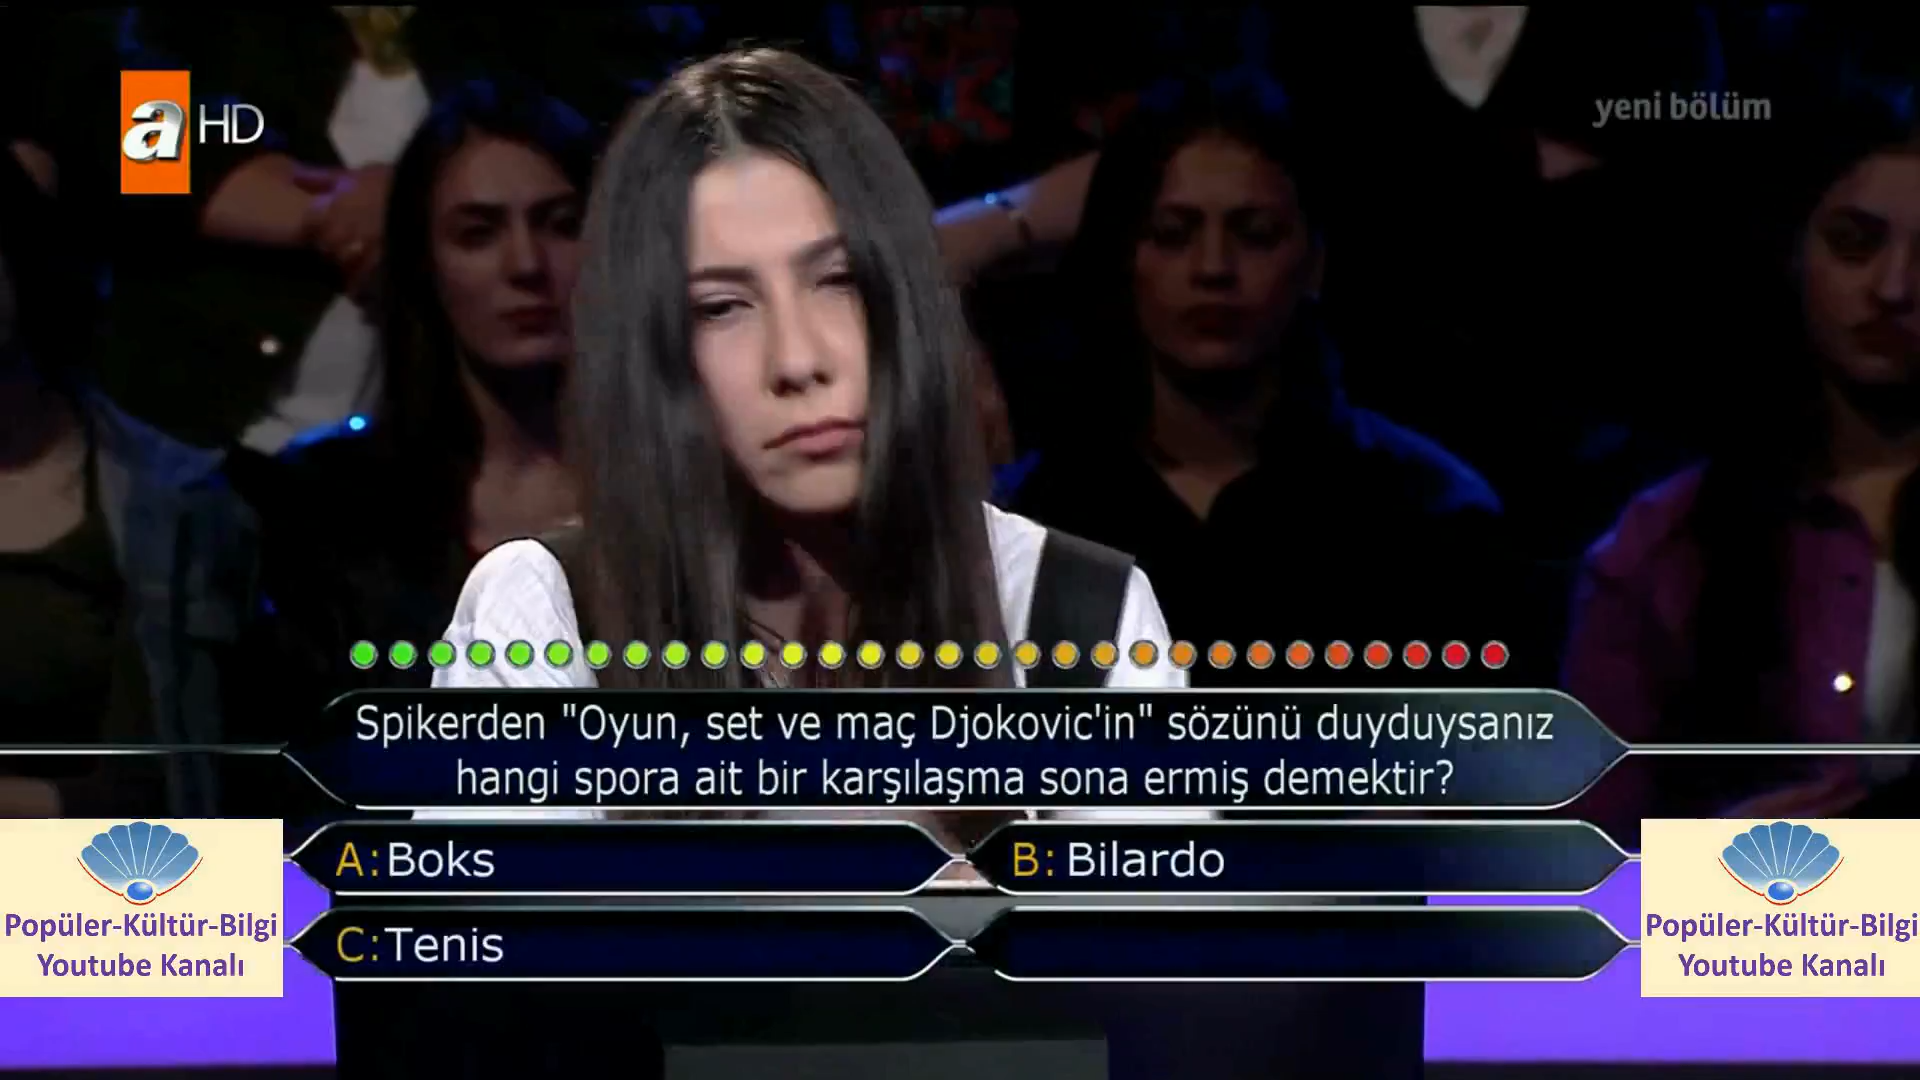 a HD
yeni bölüm
Spikerden "Oyun, set ve maç Djokovic'in" sözünü duyduysanız
hangi spora ait bir karşılaşma sona ermiş demektir?
A: Boks
B: Bilardo
C: Tenis
Popüler-Kültür-Bilgi
Youtube Kanalı
Popüler-Kültür-Bilgi
Youtube Kanalı